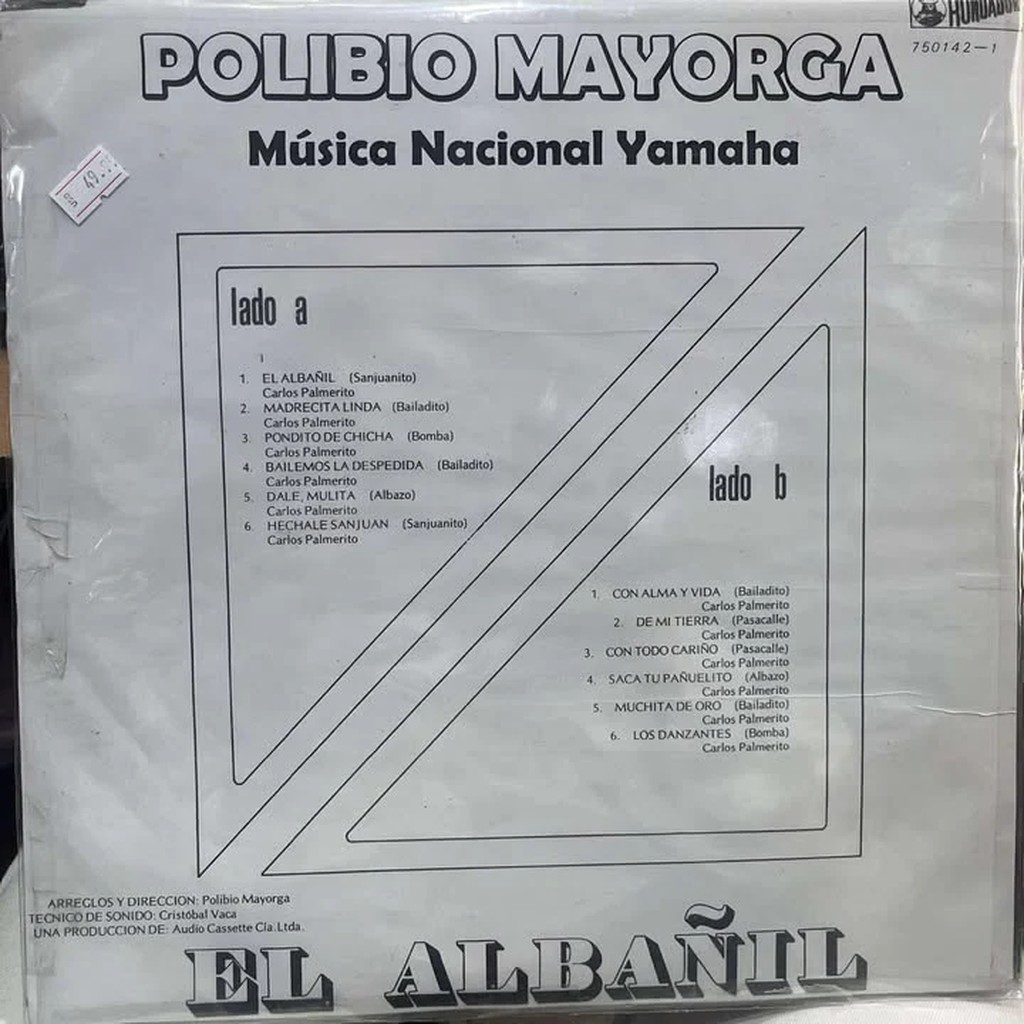 750142-1
POLIBIO MAYORGA
Música Nacional Yamaha
49.
lado a
1. EL ALBAÑIL (Sanjuanito)
Carlos Palmerito
2. MADRECITA LINDA (Bailadito)
Carlos Palmerito
3. PONDITO DE CHICHA (Bomba)
Carlos Palmerito
4. BAILEMOS LA DESPEDIDA (Bailadito)
Carlos Palmerito
5. DALE, MULITA (Albazo)
Carlos Palmerito
6. HECHALE SANJUAN (Sanjuanito)
Carlos Palmerito
lado b
1. CON ALMA Y VIDA (Bailadito)
Carlos Palmerito
2. DE MI TIERRA (Pasacalle)
Carlos Palmerito
3. CON TODO CARIÑO (Pasacalle)
Carlos Palmerito
4. SACA TU PAÑUELITO (Albazo)
Carlos Palmerito
5. MUCHITA DE ORO (Bailadito)
Carlos Palmerito
6. LOS DANZANTES (Bomba)
Carlos Palmerito
ARREGLOS Y DIRECCION: Polibio Mayorga
TECNICO DE SONIDO: Cristóbal Vaca
UNA PRODUCCION DE: Audio Cassette Cía. Ltda.
EL ALBAÑIL